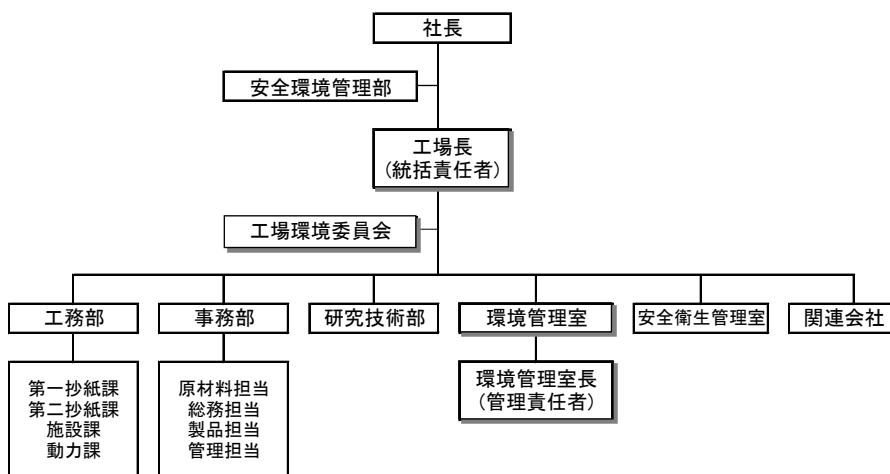 社長
安全環境管理部
工場長
(統括責任者)
工場環境委員会
工務部
事務部
研究技術部
環境管理室
安全衛生管理室
関連会社
第一抄紙課
第二抄紙課
施設課
動力課
原材料担当
総務担当
製品担当
管理担当
環境管理室長
(管理責任者)